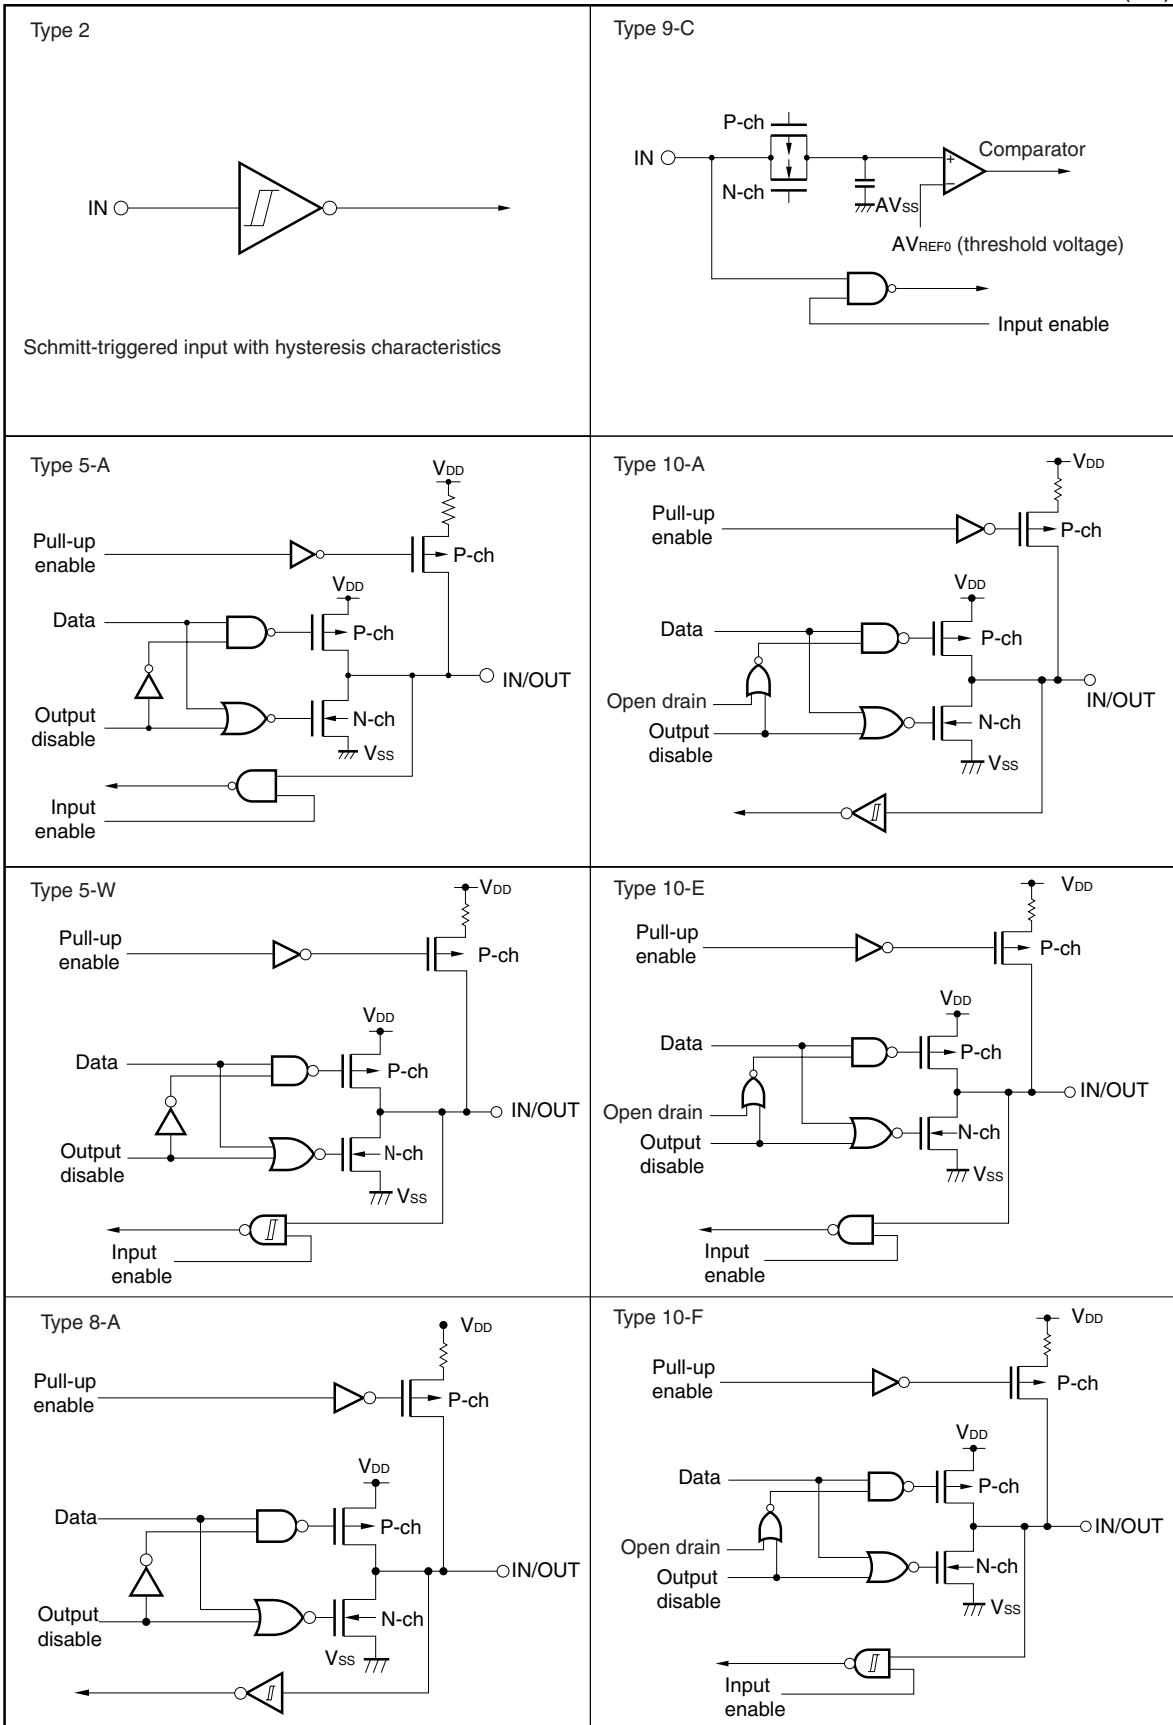 Type 2
IN
Schmitt-triggered input with hysteresis characteristics
Type 9-C
P-ch
IN
N-ch
Comparator
+
−
AVSS
AVREF0 (threshold voltage)
Input enable
Type 5-A
VDD
Pull-up
enable
P-ch
VDD
Data
P-ch
IN/OUT
Output
disable
N-ch
VSS
Input
enable
Type 10-A
VDD
Pull-up
enable
P-ch
VDD
Data
P-ch
Open drain
IN/OUT
Output
disable
N-ch
VSS
Type 5-W
VDD
Pull-up
enable
P-ch
VDD
Data
P-ch
IN/OUT
Output
disable
N-ch
VSS
Input
enable
Type 10-E
VDD
Pull-up
enable
P-ch
VDD
Data
P-ch
IN/OUT
Open drain
Output
disable
N-ch
VSS
Input
enable
Type 8-A
VDD
Pull-up
enable
P-ch
VDD
Data
P-ch
IN/OUT
Output
disable
N-ch
VSS
Type 10-F
VDD
Pull-up
enable
P-ch
VDD
Data
P-ch
IN/OUT
Open drain
Output
disable
N-ch
VSS
Input
enable